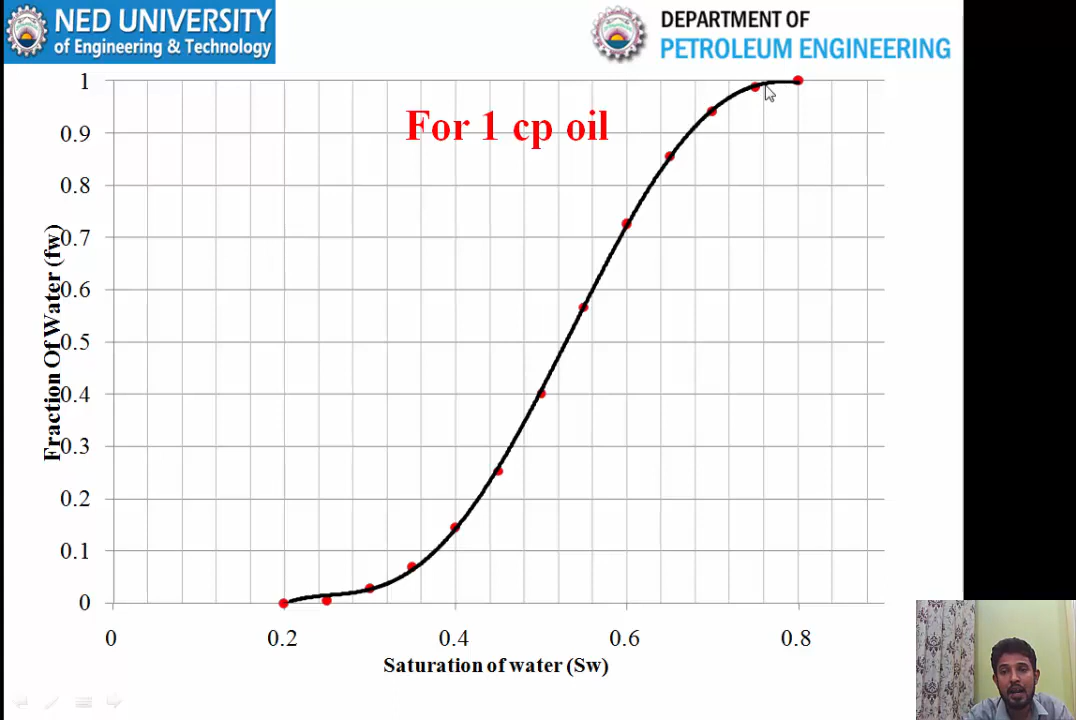 NED UNIVERSITY
of Engineering & Technology
DEPARTMENT OF
PETROLEUM ENGINEERING
For 1 cp oil
1
0.9
0.8
0.7
0.6
0.5
0.4
0.3
0.2
0.1
0
Fraction Of Water (fw)
0 0.2 0.4 0.6 0.8
Saturation of water (Sw)